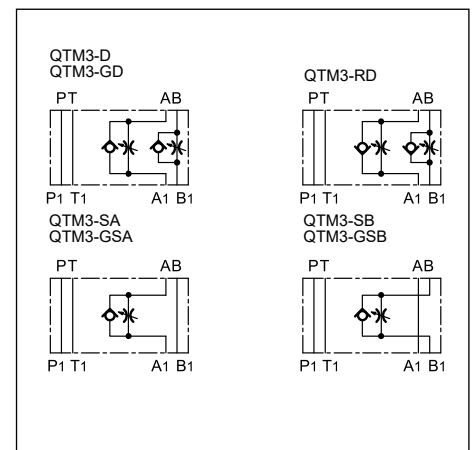 QTM3-D
QTM3-GD
PT AB
P1 T1 A1 B1
QTM3-RD
PT AB
P1 T1 A1 B1
QTM3-SA
QTM3-GSA
PT AB
P1 T1 A1 B1
QTM3-SB
QTM3-GSB
PT AB
P1 T1 A1 B1